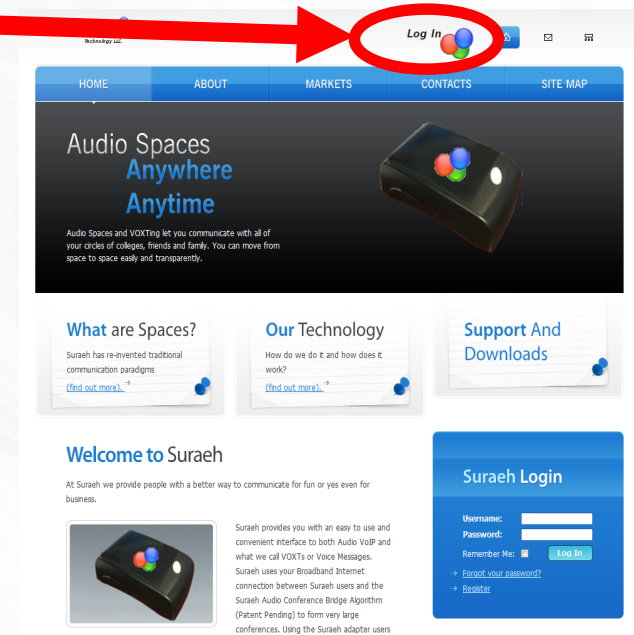 Technology LLC.
Log In
HOME ABOUT MARKETS CONTACTS SITE MAP
Audio Spaces
Anywhere
Anytime
Audio Spaces and VOXTing let you communicate with all of
your circles of colleges, friends and family. You can move from
space to space easily and transparently.
What are Spaces?
Suraeh has re-invented traditional
communication paradigms
(find out more). →
Our Technology
How do we do it and how does it
work?
(find out more). →
Support And
Downloads
Welcome to Suraeh
At Suraeh we provide people with a better way to communicate for fun or yes even for
business.
Suraeh provides you with an easy to use and
convenient interface to both Audio VoIP and
what we call VOXTs or Voice Messages.
Suraeh uses your Broadband Internet
connection between Suraeh users and the
Suraeh Audio Conference Bridge Algorithm
(Patent Pending) to form very large
conferences. Using the Suraeh adapter users
Suraeh Login
Username:
Password:
Remember Me:
Log In
→ Forgot your password?
→ Register